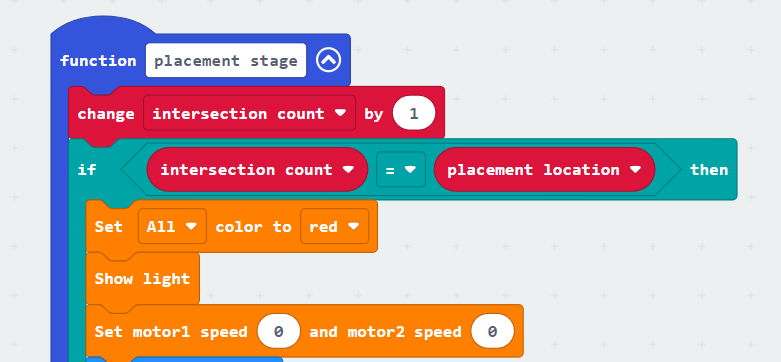 function placement stage
change intersection count by 1
if intersection count = placement location then
Set All color to red
Show light
Set motor1 speed 0 and motor2 speed 0